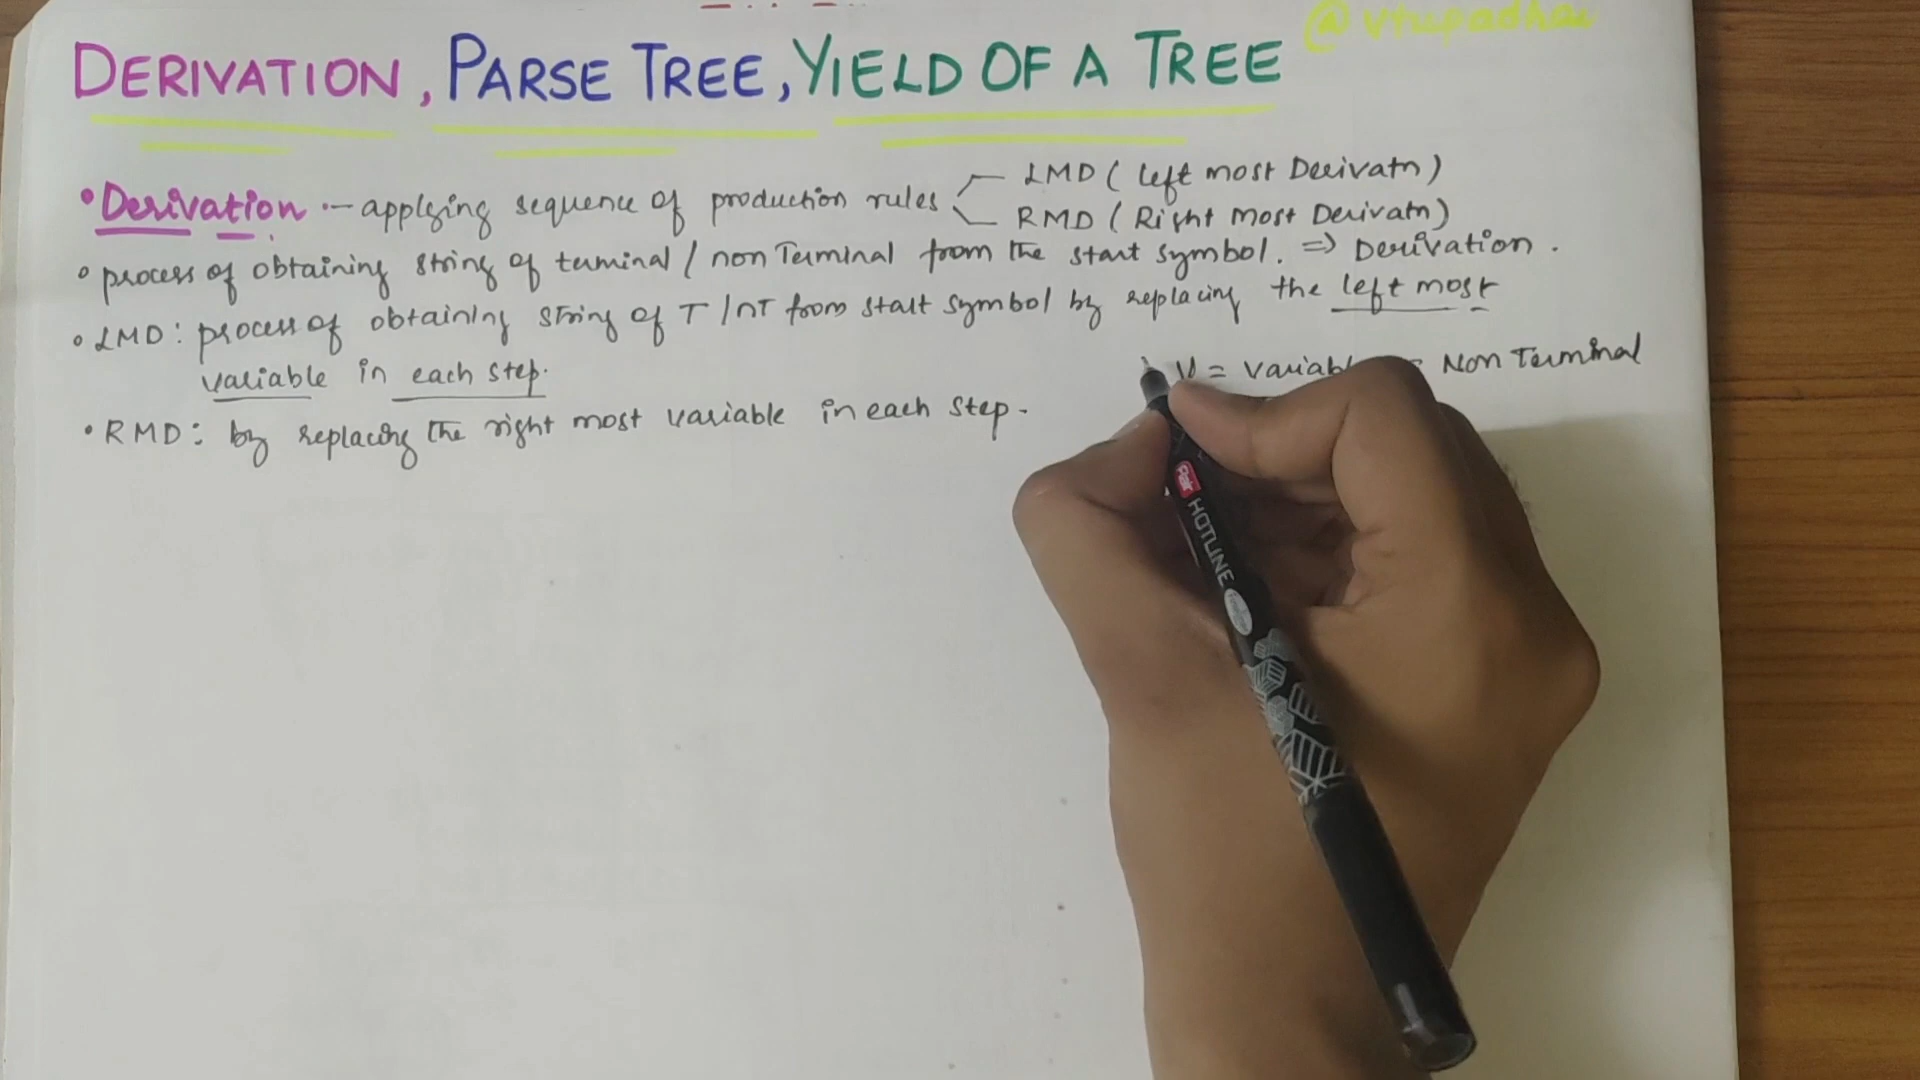 @vtupadhai
DERIVATION, PARSE TREE, YIELD OF A TREE
• Derivation :- applying sequence of production rules
LMD ( left most Derivatn)
RMD ( Right most Derivatn)
° process of obtaining string of terminal / non Terminal from the start symbol. => Derivation .
° LMD : process of obtaining string of T / nT from start symbol by replacing the left most
variable in each step.
V = Variable = Non Terminal
• RMD : by replacing the right most variable in each step .
Pak
HOTLINE